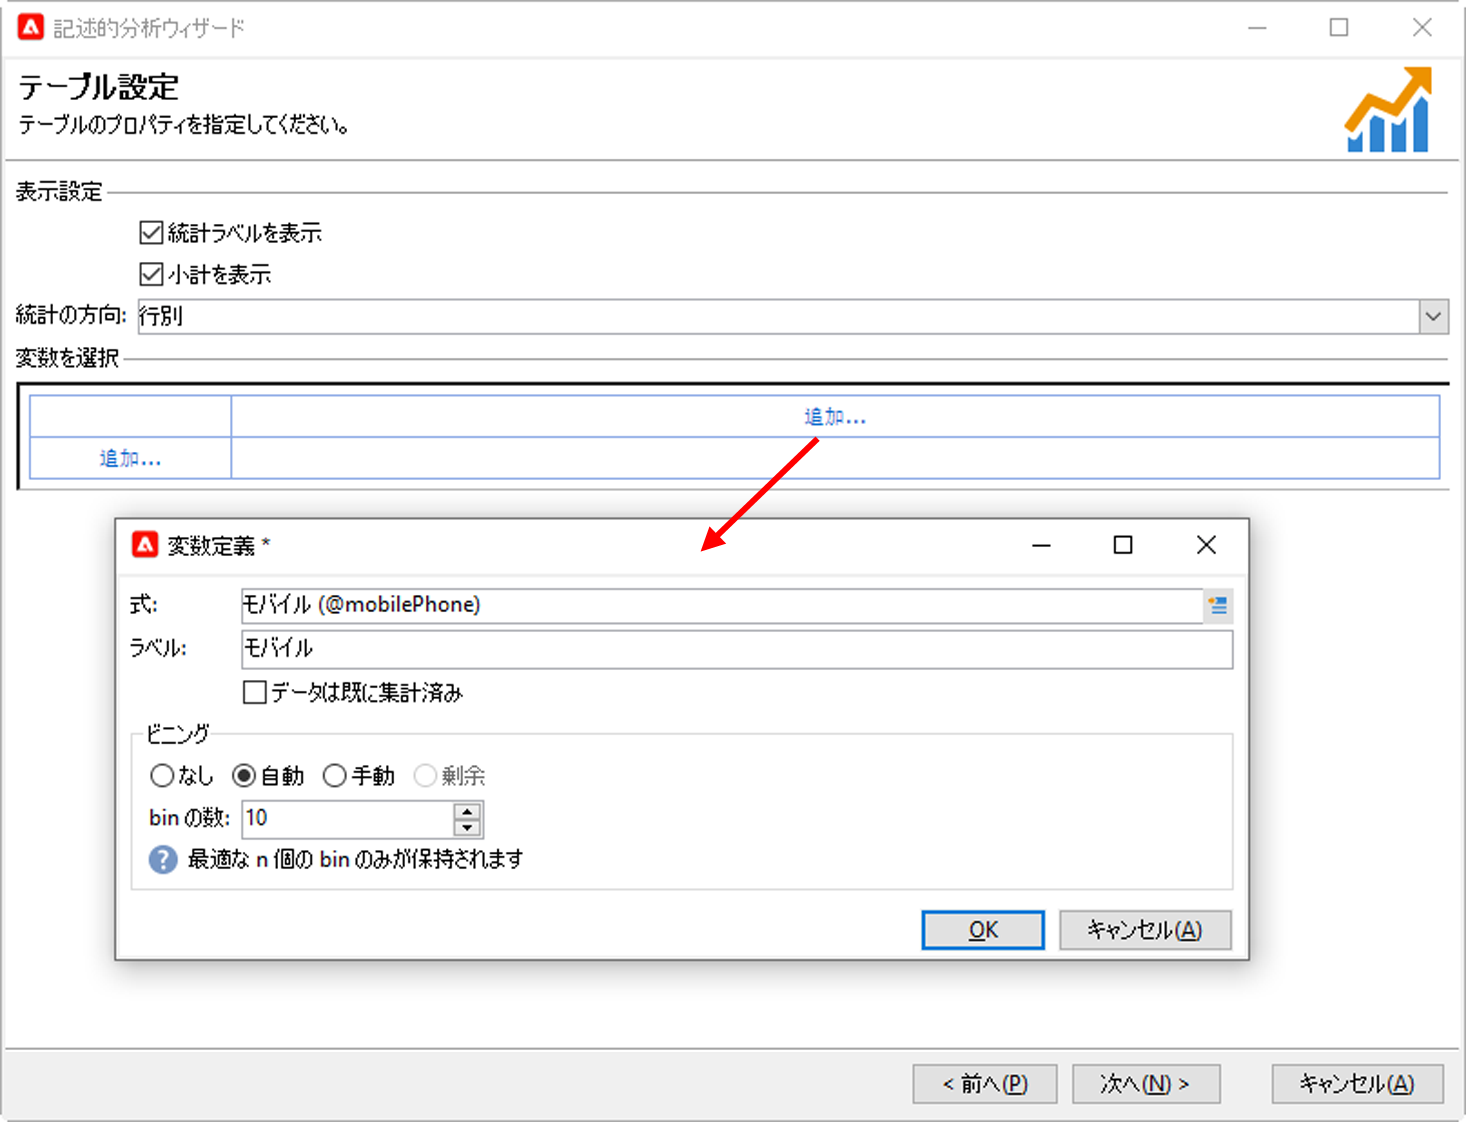 記述的分析ウィザード
テーブル設定
テーブルのプロパティを指定してください。
表示設定
統計ラベルを表示
小計を表示
統計の方向: 行別
変数を選択
追加...
追加...
変数定義 *
式: モバイル (@mobilePhone)
ラベル: モバイル
データは既に集計済み
ビニング
なし 自動 手動 剰余
bin の数: 10
? 最適な n 個の bin のみが保持されます
OK キャンセル(A)
< 前へ(P) 次へ(N) > キャンセル(A)